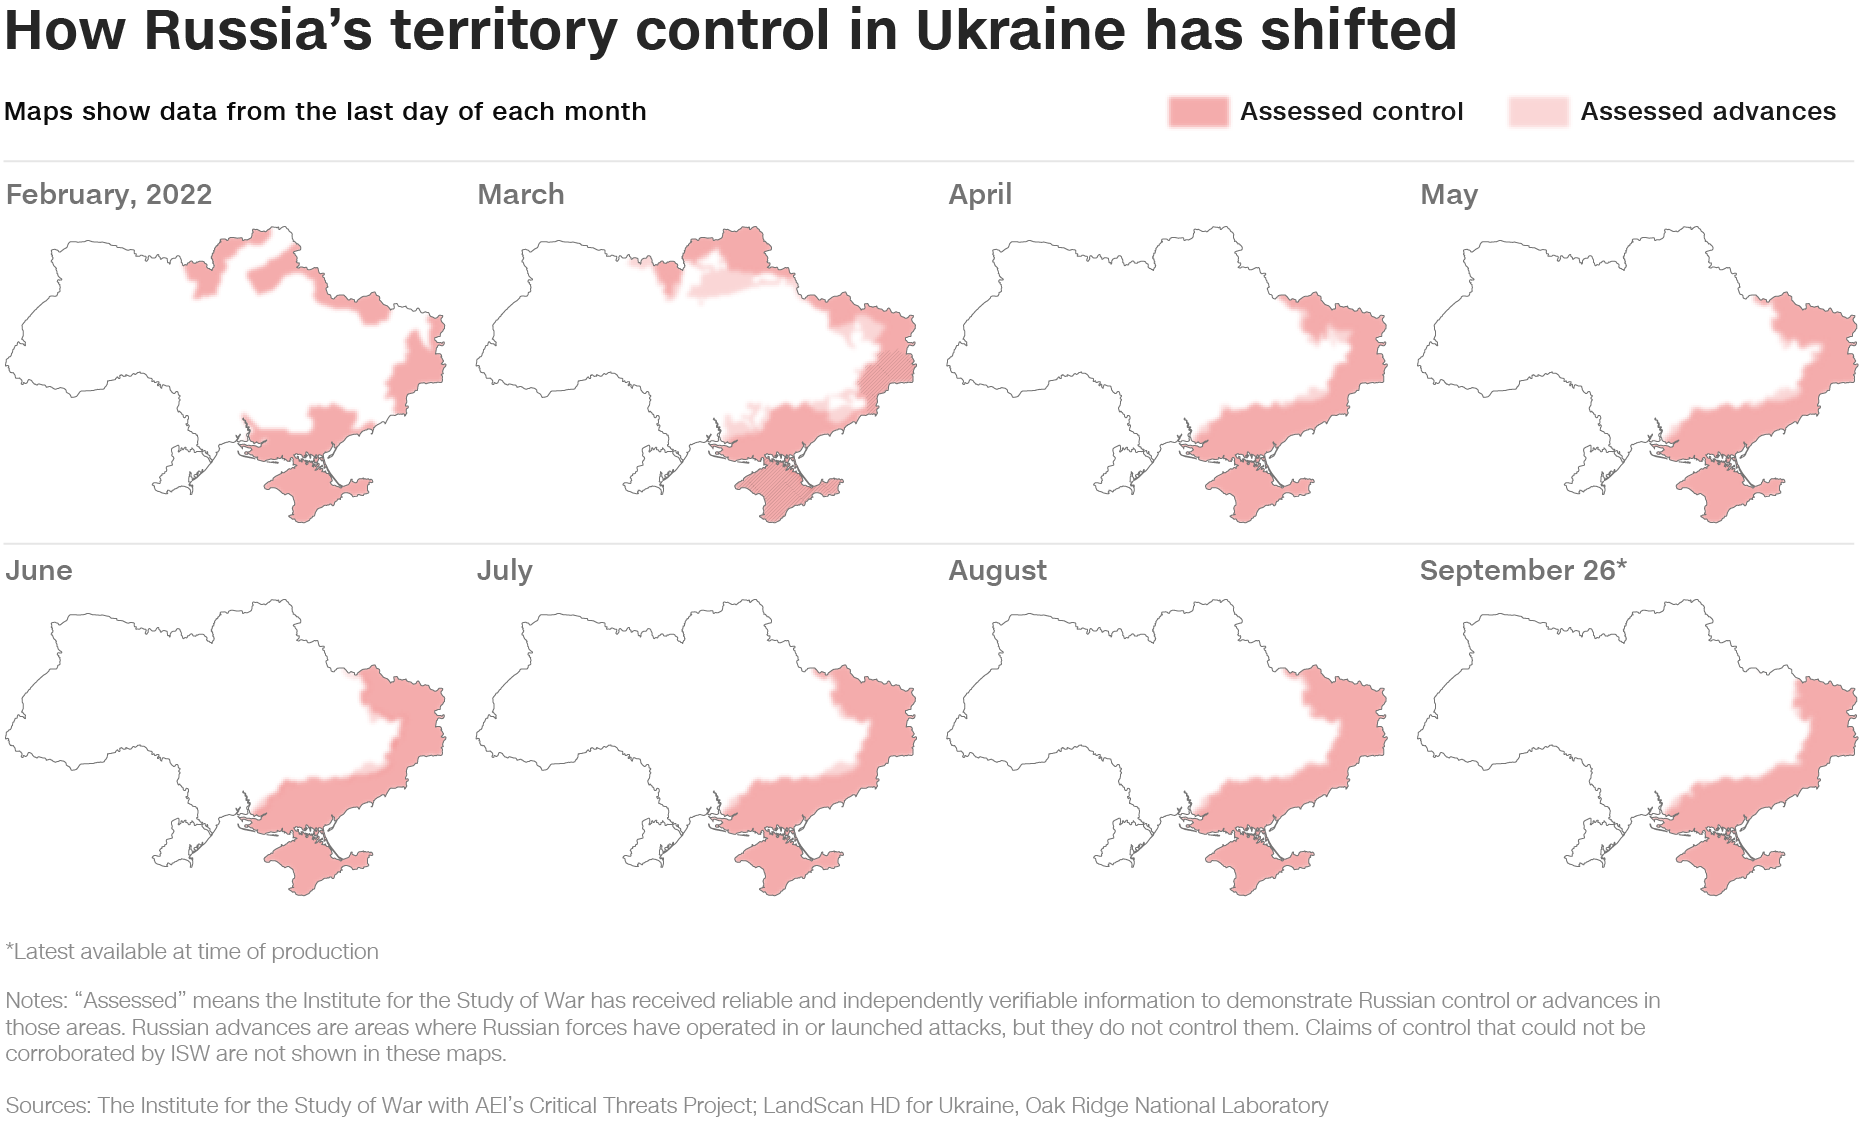 How Russia’s territory control in Ukraine has shifted
Maps show data from the last day of each month
Assessed control
Assessed advances
February, 2022
March
April
May
June
July
August
September 26*
*Latest available at time of production
Notes: “Assessed” means the Institute for the Study of War has received reliable and independently verifiable information to demonstrate Russian control or advances in
those areas. Russian advances are areas where Russian forces have operated in or launched attacks, but they do not control them. Claims of control that could not be
corroborated by ISW are not shown in these maps.
Sources: The Institute for the Study of War with AEI’s Critical Threats Project; LandScan HD for Ukraine, Oak Ridge National Laboratory